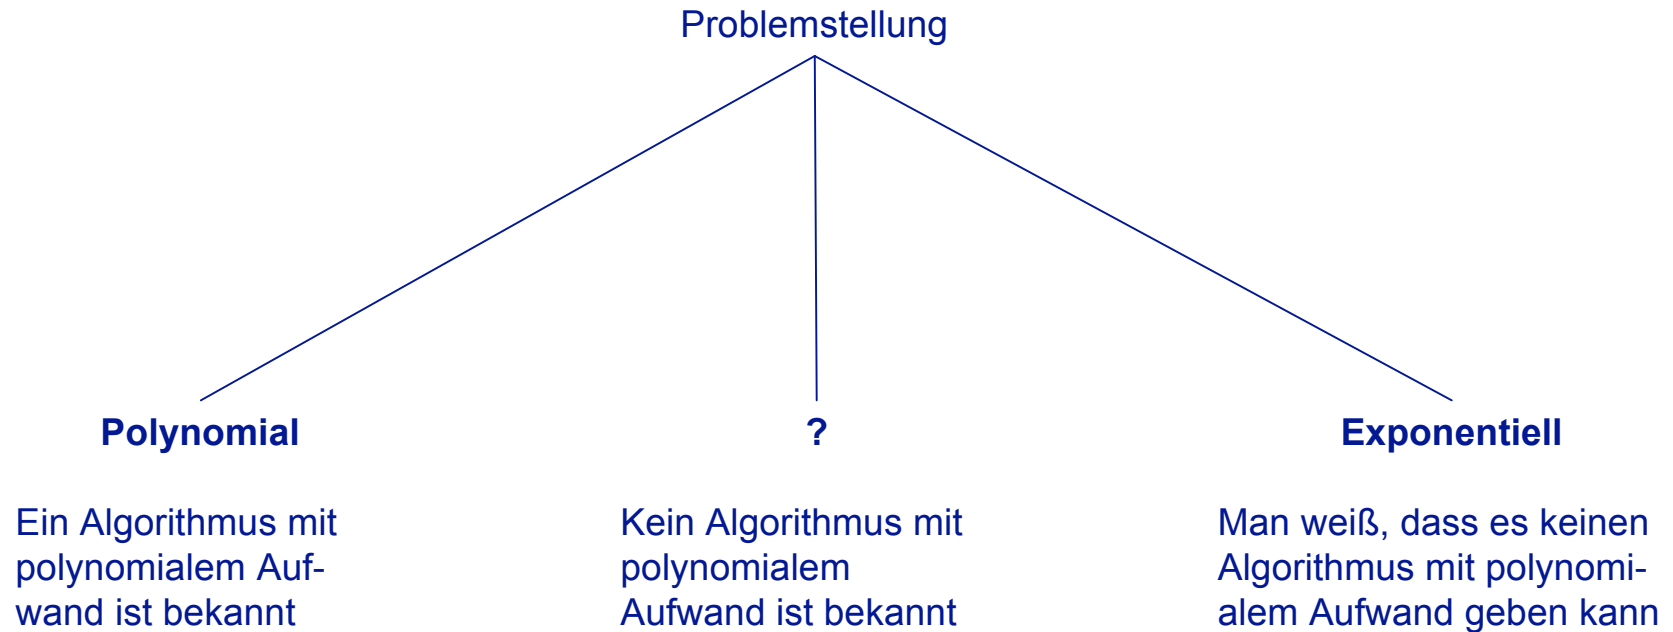 Problemstellung
Polynomial
?
Exponentiell
Ein Algorithmus mit
polynomialem Auf-
wand ist bekannt
Kein Algorithmus mit
polynomialem
Aufwand ist bekannt
Man weiß, dass es keinen
Algorithmus mit polynomi-
alem Aufwand geben kann